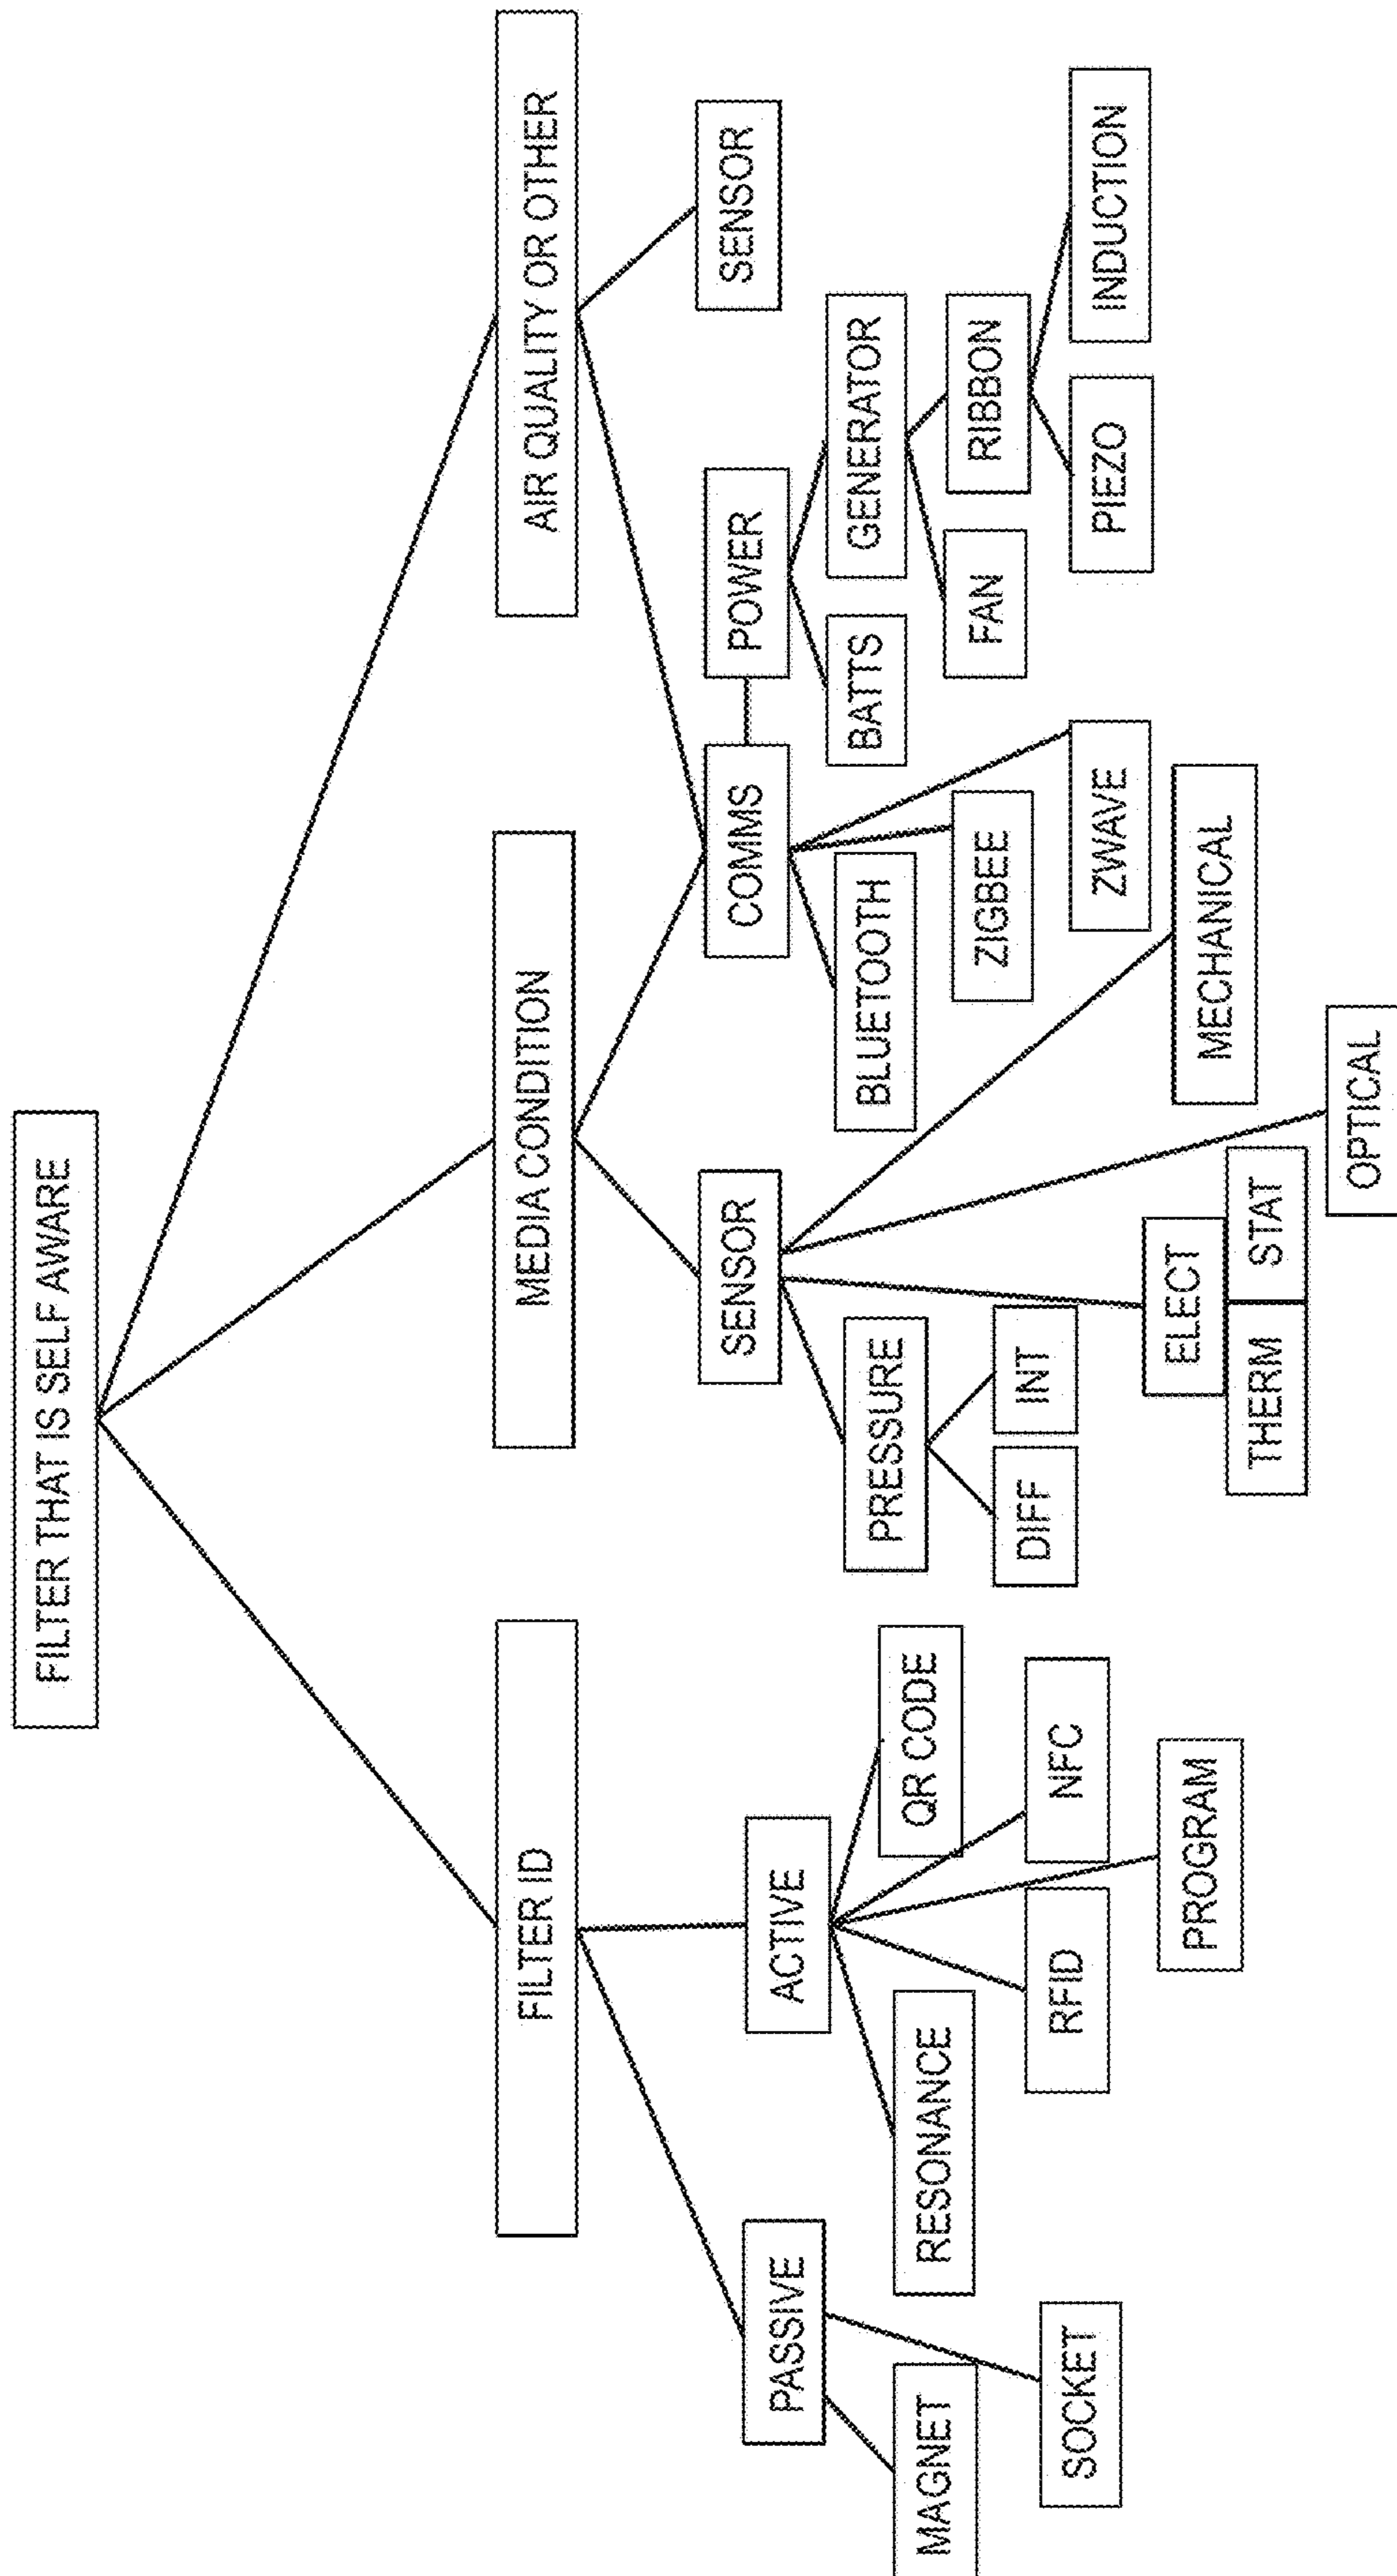 FILTER THAT IS SELF AWARE
FILTER ID
MEDIA CONDITION
AIR QUALITY OR OTHER
PASSIVE
ACTIVE
SENSOR
COMMS
POWER
SENSOR
MAGNET
SOCKET
RESONANCE
RFID
PROGRAM
NFC
QR CODE
PRESSURE
DIFF
INT
ELECT
THERM
STAT
OPTICAL
MECHANICAL
BLUETOOTH
ZIGBEE
ZWAVE
BATTS
GENERATOR
FAN
RIBBON
PIEZO
INDUCTION